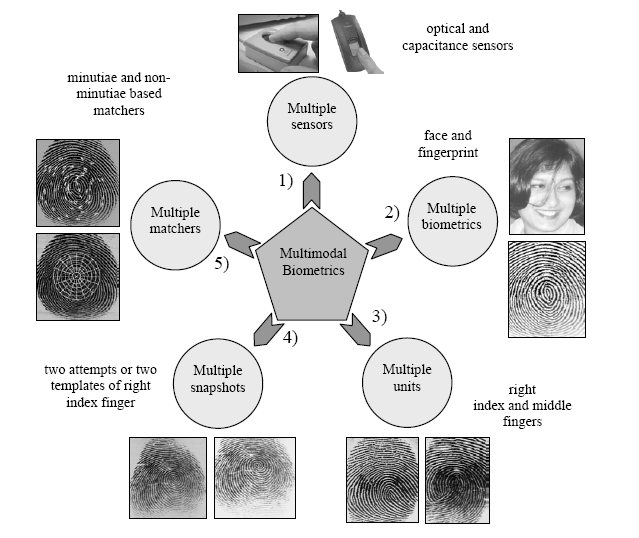 optical and
capacitance sensors
minutiae and non-
minutiae based
matchers
Multiple
sensors
face and
fingerprint
1)
2)
Multiple
matchers
Multiple
biometrics
Multimodal
Biometrics
5)
3)
4)
two attempts or two
templates of right
index finger
Multiple
snapshots
Multiple
units
right
index and middle
fingers